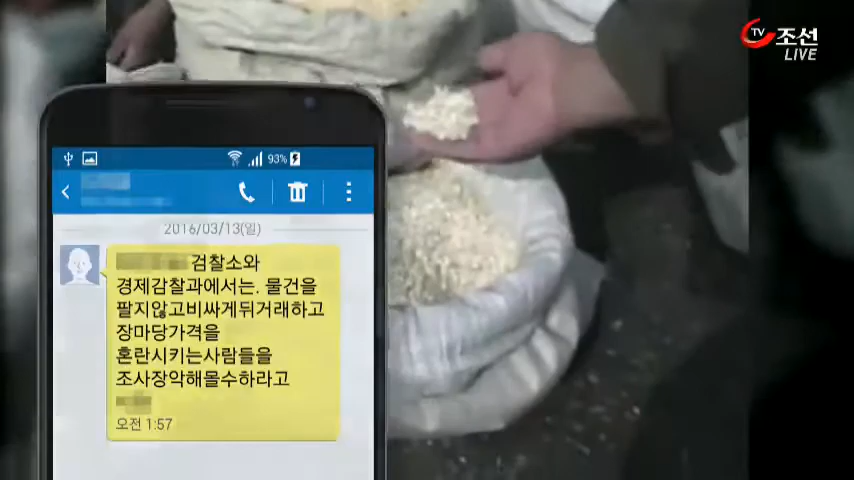 TV조선
LIVE
93%
2016/03/13(일)
검찰소와
경제감찰과에서는. 물건을
팔지않고비싸게뒤거래하고
장마당가격을
혼란시키는사람들을
조사장악해몰수하라고
오전 1:57